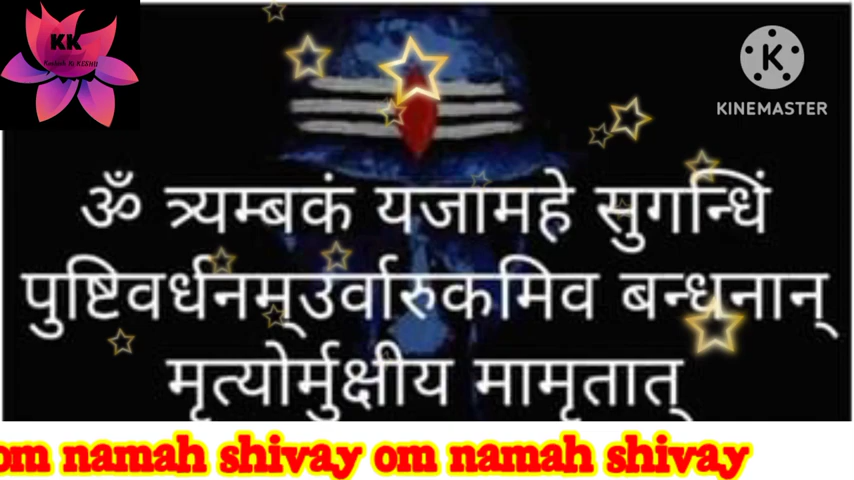 KK
KINEMASTER
ॐ त्र्यम्बकं यजामहे सुगन्धिं
पुष्टिवर्धनम्उर्वारुकमिव बन्धनान्
मृत्योर्मुक्षीय मामृतात्
om namah shivay om namah shivay